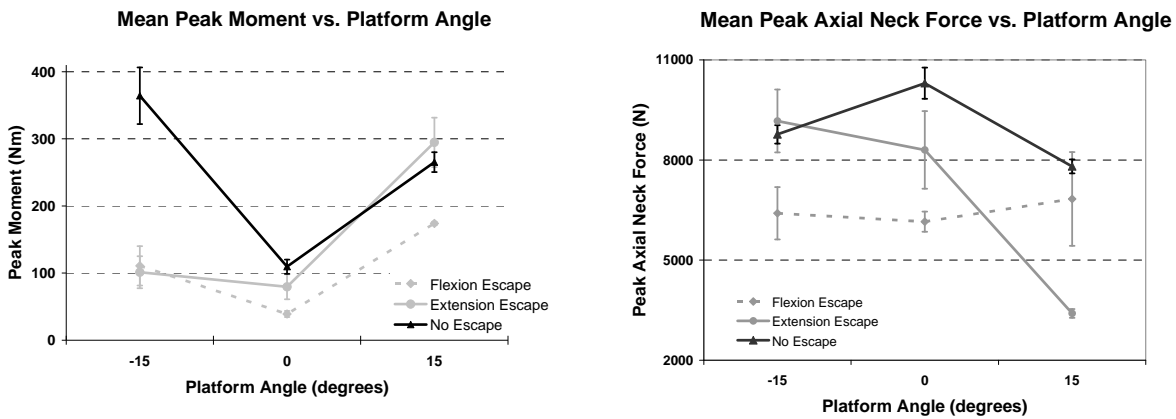 Mean Peak Moment vs. Platform Angle
400
300
200
100
0
Peak Moment (Nm)
-15
0
15
Platform Angle (degrees)
Flexion Escape
Extension Escape
No Escape
Mean Peak Axial Neck Force vs. Platform Angle
11000
8000
5000
2000
Peak Axial Neck Force (N)
-15
0
15
Platform Angle (degrees)
Flexion Escape
Extension Escape
No Escape